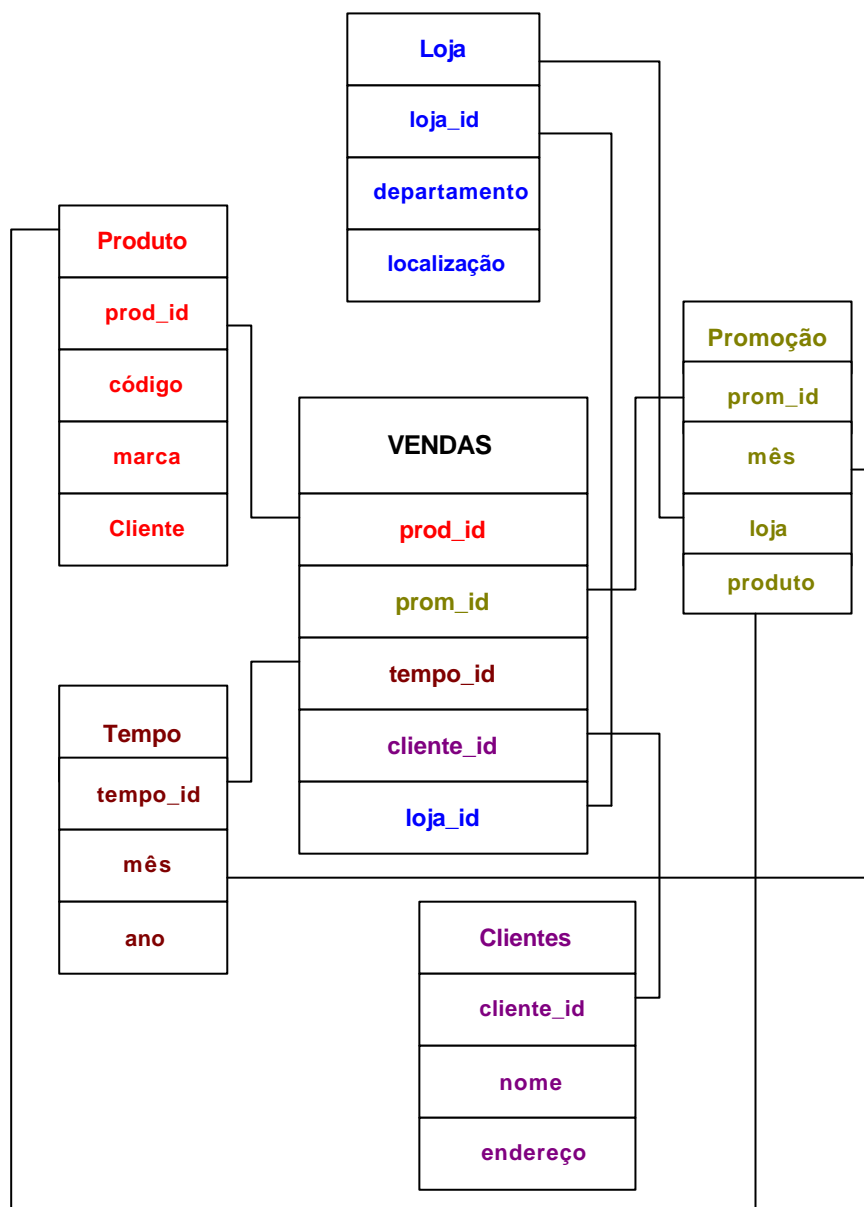 Loja
loja_id
departamento
localização
Produto
prod_id
código
marca
Cliente
Promoção
prom_id
mês
loja
produto
VENDAS
prod_id
prom_id
tempo_id
cliente_id
loja_id
Tempo
tempo_id
mês
ano
Clientes
cliente_id
nome
endereço